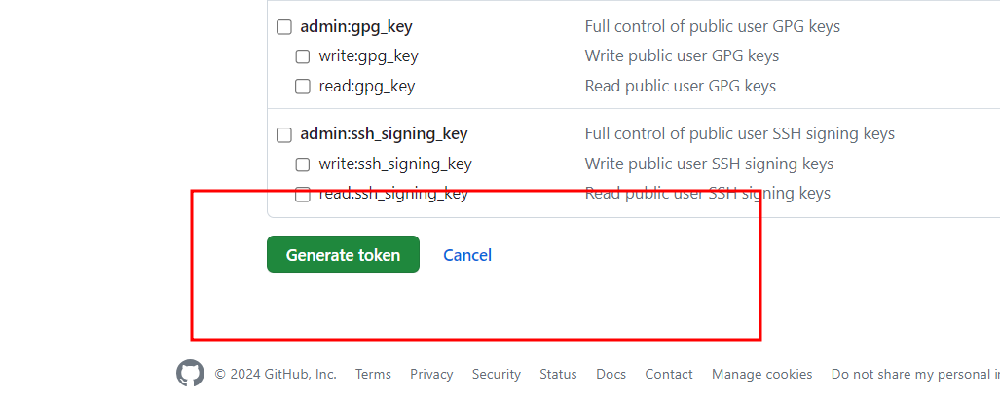 admin:gpg_key Full control of public user GPG keys
write:gpg_key Write public user GPG keys
read:gpg_key Read public user GPG keys
admin:ssh_signing_key Full control of public user SSH signing keys
write:ssh_signing_key Write public user SSH signing keys
read:ssh_signing_key Read public user SSH signing keys
Generate token Cancel
© 2024 GitHub, Inc. Terms Privacy Security Status Docs Contact Manage cookies Do not share my personal